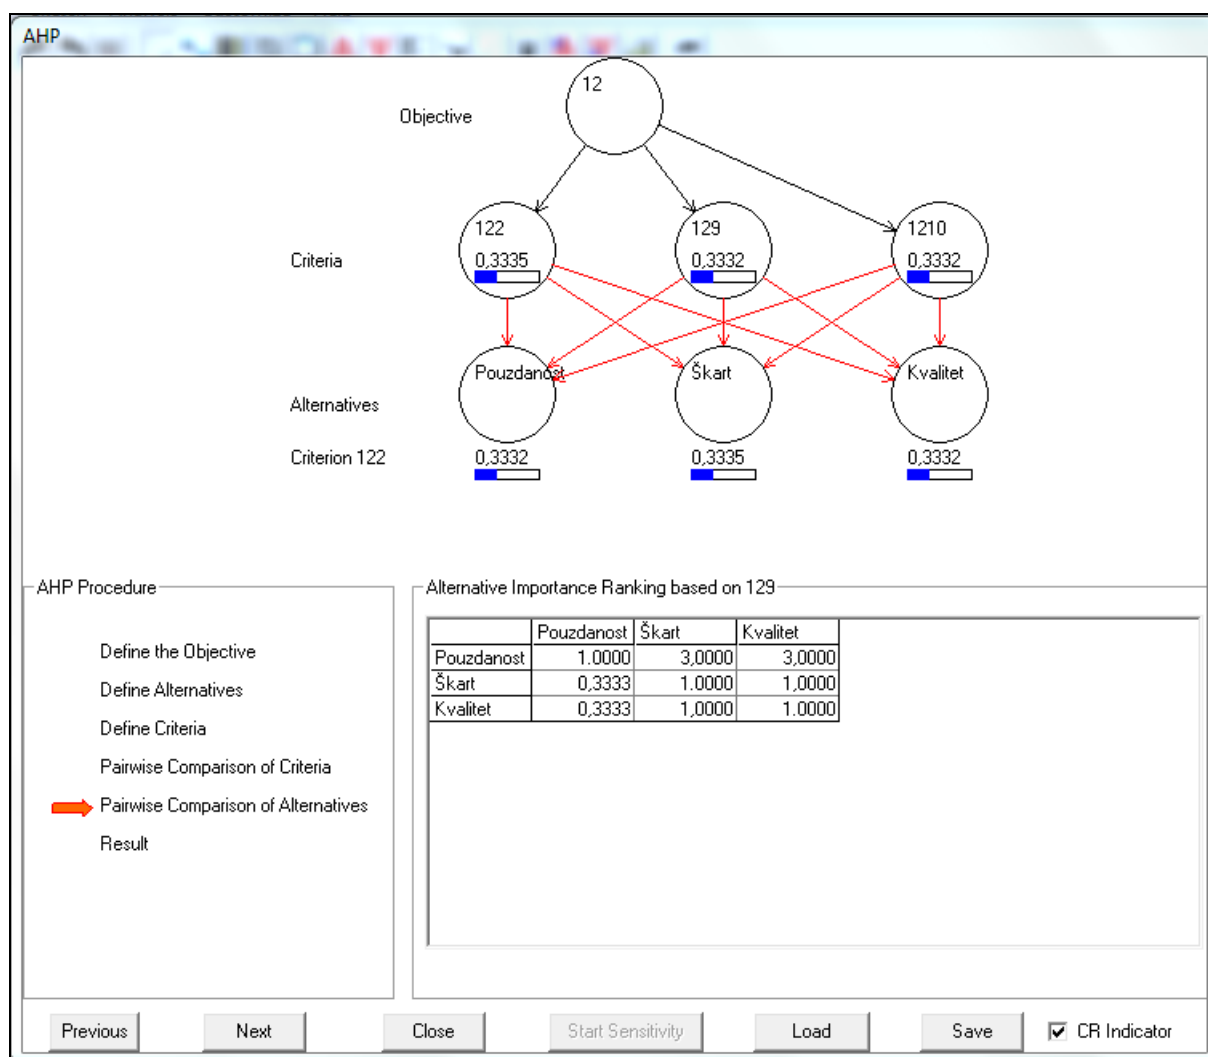 AHP
12
Objective
122 129 1210
Criteria 0,3335 0,3332 0,3332
Pouzdanost Škart Kvalitet
Alternatives
Criterion 122 0,3332 0,3335 0,3332
AHP Procedure
Define the Objective
Define Alternatives
Define Criteria
Pairwise Comparison of Criteria
Pairwise Comparison of Alternatives
Result
Alternative Importance Ranking based on 129
Pouzdanost Škart Kvalitet
Pouzdanost 1.0000 3,0000 3,0000
Škart 0,3333 1.0000 1,0000
Kvalitet 0,3333 1,0000 1.0000
Previous Next Close Start Sensitivity Load Save CR Indicator